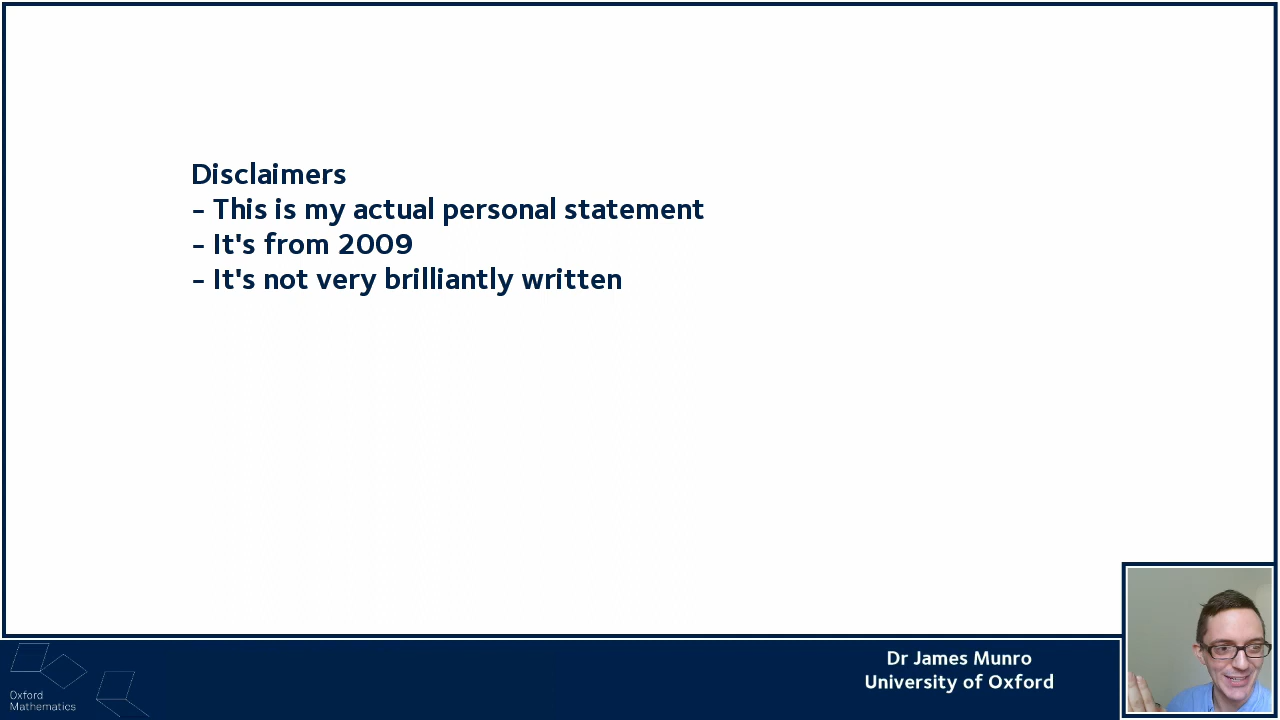 Disclaimers
- This is my actual personal statement
- It's from 2009
- It's not very brilliantly written
Dr James Munro
University of Oxford
Oxford
Mathematics